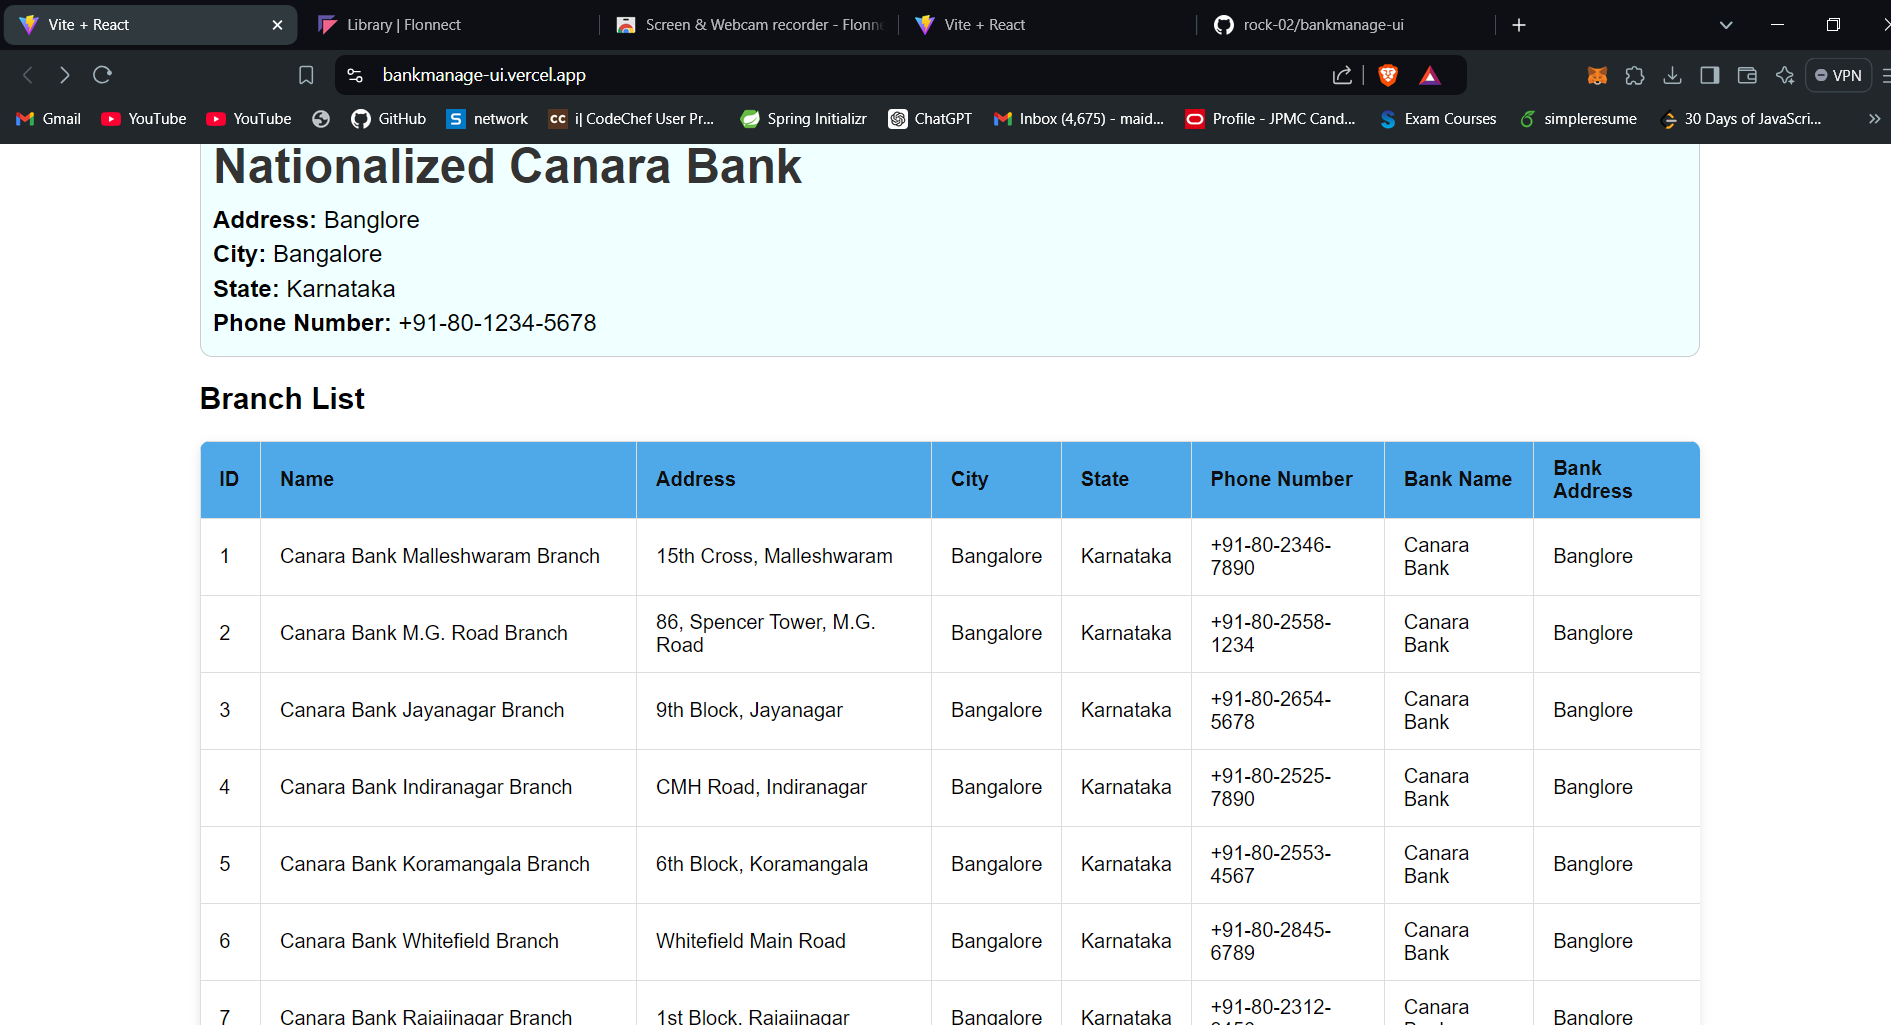 Vite + React
Library | Flonnect
Screen & Webcam recorder - Flonne
Vite + React
rock-02/bankmanage-ui
bankmanage-ui.vercel.app
VPN
Gmail
YouTube
YouTube
GitHub
S network
CC i| CodeChef User Pr...
Spring Initializr
ChatGPT
Inbox (4,675) - maid...
Profile - JPMC Cand...
Exam Courses
simpleresume
30 Days of JavaScri...
Nationalized Canara Bank
Address: Banglore
City: Bangalore
State: Karnataka
Phone Number: +91-80-1234-5678
Branch List
ID Name Address City State Phone Number Bank Name Bank Address
1 Canara Bank Malleshwaram Branch 15th Cross, Malleshwaram Bangalore Karnataka +91-80-2346-7890 Canara Bank Banglore
2 Canara Bank M.G. Road Branch 86, Spencer Tower, M.G. Road Bangalore Karnataka +91-80-2558-1234 Canara Bank Banglore
3 Canara Bank Jayanagar Branch 9th Block, Jayanagar Bangalore Karnataka +91-80-2654-5678 Canara Bank Banglore
4 Canara Bank Indiranagar Branch CMH Road, Indiranagar Bangalore Karnataka +91-80-2525-7890 Canara Bank Banglore
5 Canara Bank Koramangala Branch 6th Block, Koramangala Bangalore Karnataka +91-80-2553-4567 Canara Bank Banglore
6 Canara Bank Whitefield Branch Whitefield Main Road Bangalore Karnataka +91-80-2845-6789 Canara Bank Banglore
7 Canara Bank Rajajinagar Branch 1st Block, Rajajinagar Bangalore Karnataka +91-80-2312- Canara Banglore